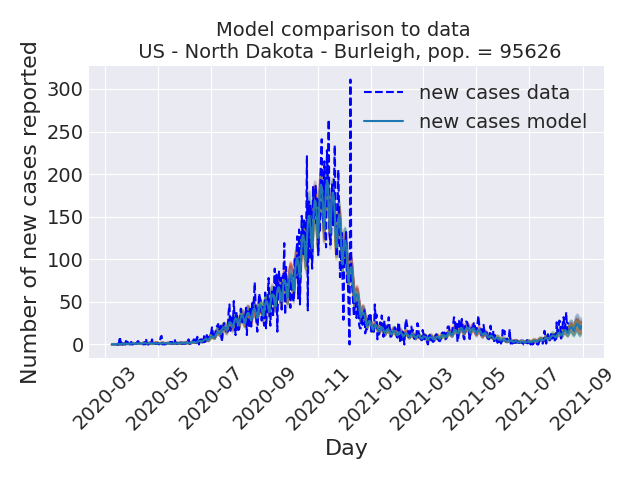 Model comparison to data
US - North Dakota - Burleigh, pop. = 95626
Number of new cases reported
300
250
200
150
100
50
0
new cases data
new cases model
2020-03
2020-05
2020-07
2020-09
2020-11
2021-01
2021-03
2021-05
2021-07
2021-09
Day